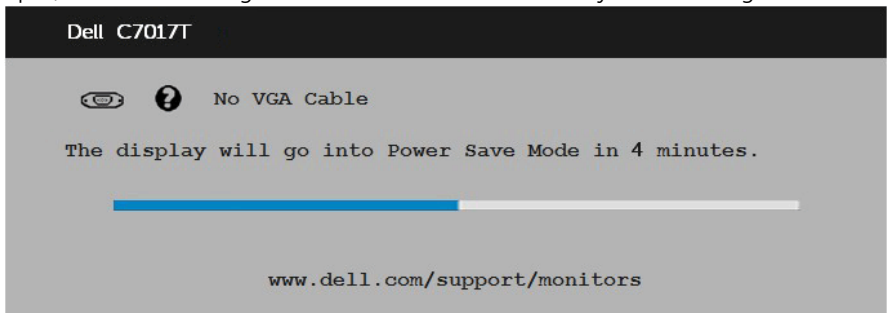 Dell C7017T
No VGA Cable
The display will go into Power Save Mode in 4 minutes.
www.dell.com/support/monitors